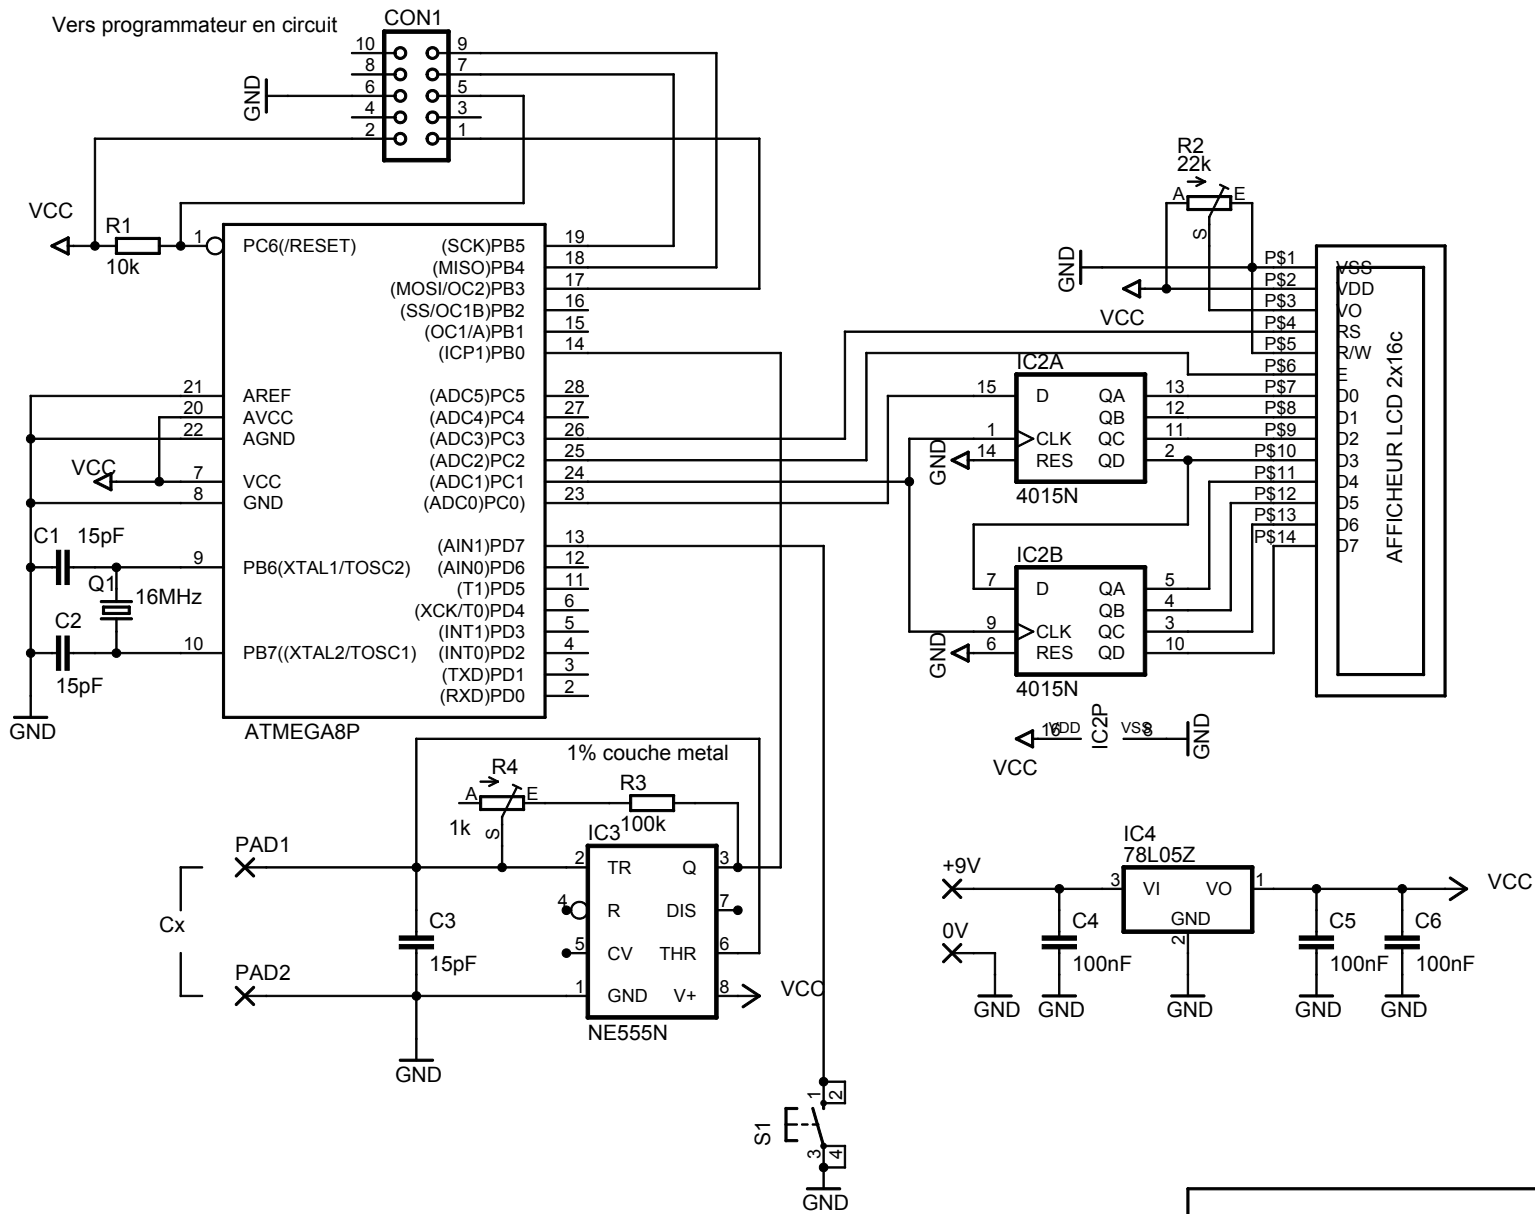 Vers programmateur en circuit
CON1
10 9
8 7
6 5
4 3
2 1
GND
VCC
R1
10k
1 PC6(/RESET)
(SCK)PB5 19
(MISO)PB4 18
(MOSI/OC2)PB3 17
(SS/OC1B)PB2 16
(OC1/A)PB1 15
(ICP1)PB0 14
21 AREF
20 AVCC
22 AGND
VCC
7 VCC
8 GND
(ADC5)PC5 28
(ADC4)PC4 27
(ADC3)PC3 26
(ADC2)PC2 25
(ADC1)PC1 24
(ADC0)PC0) 23
(AIN1)PD7 13
(AIN0)PD6 12
(T1)PD5 11
(XCK/T0)PD4 6
(INT1)PD3 5
(INT0)PD2 4
(TXD)PD1 3
(RXD)PD0 2
C1 15pF
9 PB6(XTAL1/TOSC2)
Q1 16MHz
C2
15pF
10 PB7((XTAL2/TOSC1)
GND
ATMEGA8P
R2
22k
A E
S
GND
VCC
P$1 VSS
P$2 VDD
P$3 VO
P$4 RS
P$5 R/W
P$6 E
P$7 D0
P$8 D1
P$9 D2
P$10 D3
P$11 D4
P$12 D5
P$13 D6
P$14 D7
AFFICHEUR LCD 2x16c
IC2A
15 D QA 13
QB 12
1 CLK QC 11
GND 14 RES QD 2
4015N
IC2B
7 D QA 5
QB 4
9 CLK QC 3
GND 6 RES QD 10
4015N
16 VDD IC2P VSS 8 GND
VCC
1% couche metal
R4
A E
1k
S
R3
100k
IC3
2 TR Q 3
4 R DIS 7
5 CV THR 6
1 GND V+ 8
VCC
NE555N
PAD1
Cx
PAD2
C3
15pF
GND
S1
1 2
3 4
GND
IC4
78L05Z
+9V
3 VI VO 1
GND
2
VCC
0V
C4
100nF
C5
100nF
C6
100nF
GND
GND
GND
GND
GND